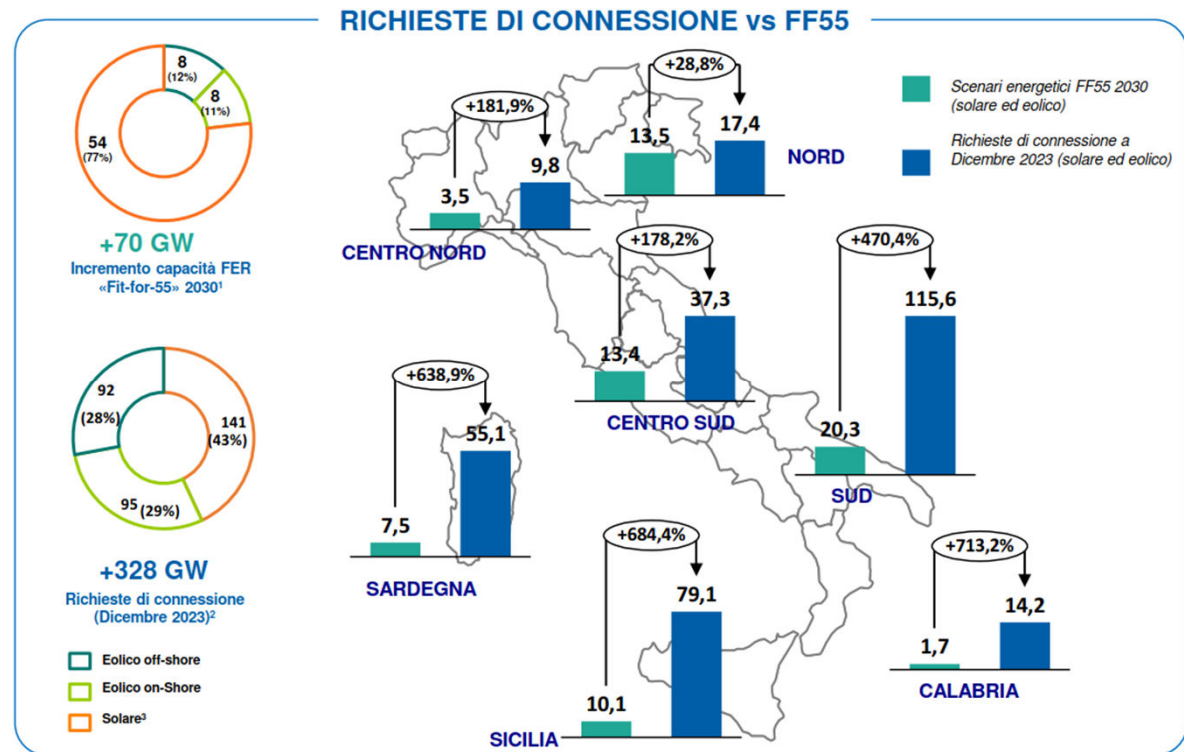 RICHIESTE DI CONNESSIONE vs FF55
8
(12%)
8
(11%)
54
(77%)
+70 GW
Incremento capacità FER
«Fit-for-55» 2030¹
92
(28%)
141
(43%)
95 (29%)
+328 GW
Richieste di connessione
(Dicembre 2023)²
Eolico off-shore
Eolico on-Shore
Solare³
+181,9%
3,5
9,8
CENTRO NORD
+28,8%
13,5
17,4
NORD
Scenari energetici FF55 2030
(solare ed eolico)
Richieste di connessione a
Dicembre 2023 (solare ed eolico)
+178,2%
13,4
37,3
CENTRO SUD
+470,4%
20,3
115,6
SUD
+638,9%
7,5
55,1
SARDEGNA
+684,4%
10,1
79,1
SICILIA
+713,2%
1,7
14,2
CALABRIA